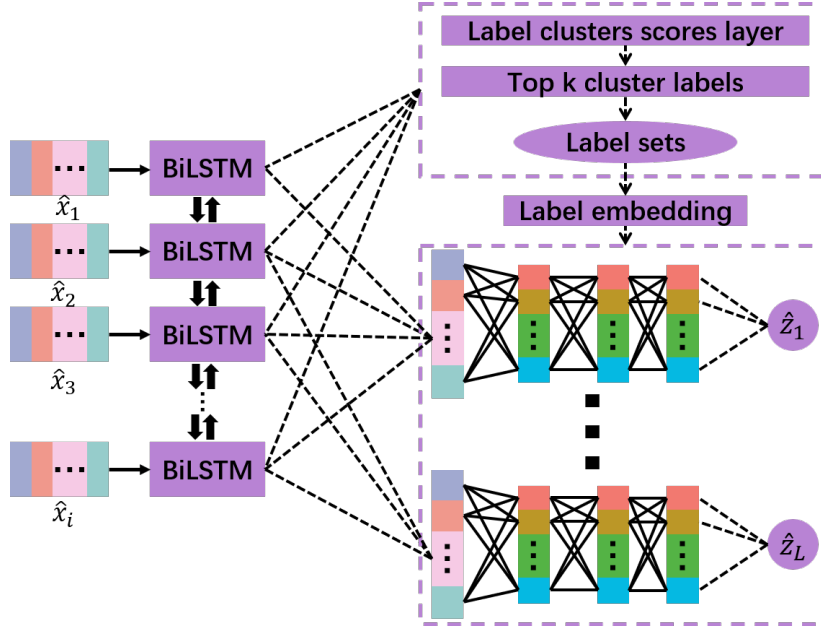 Label clusters scores layer
Top k cluster labels
Label sets
Label embedding
BiLSTM
x̂₁
BiLSTM
x̂₂
BiLSTM
x̂₃
BiLSTM
x̂ᵢ
ẑ₁
ẑ_L